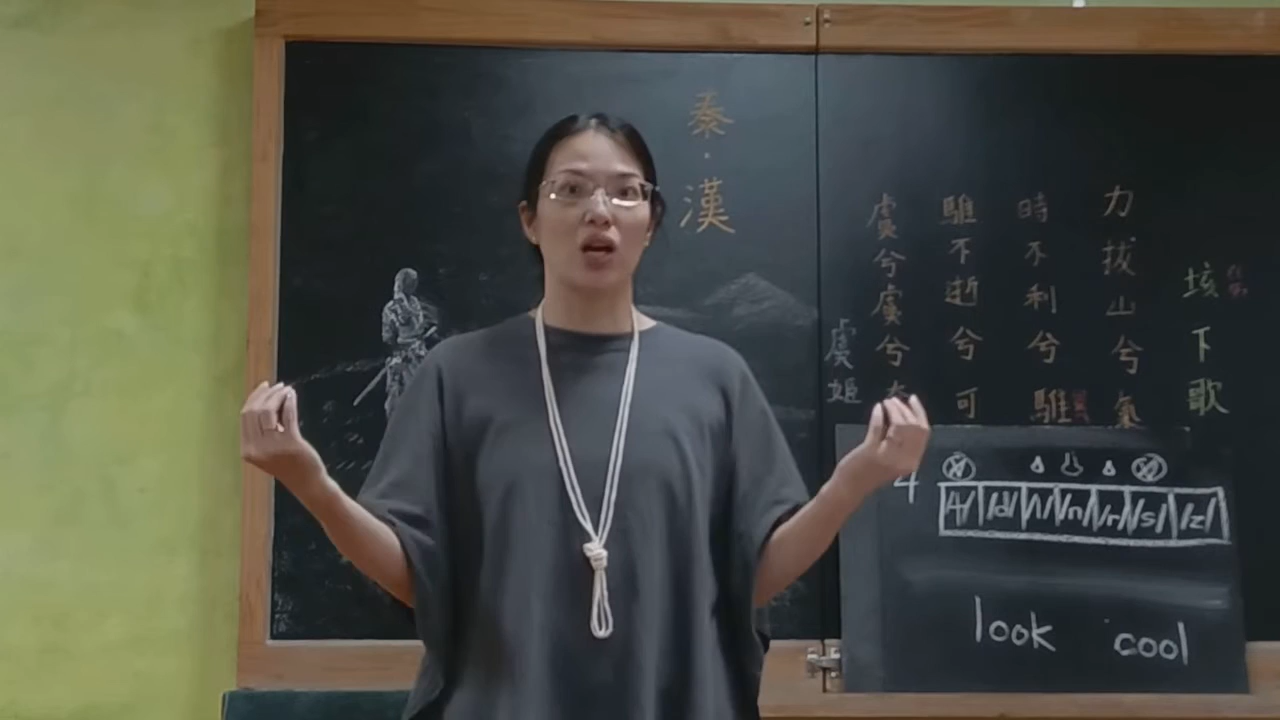 秦·漢
垓下歌
力拔山兮氣
時不利兮騅
騅不逝兮可
虞兮虞兮
虞姬
4
/t/ /d/ /l/ /n/ /r/ /s/ /z/
look cool